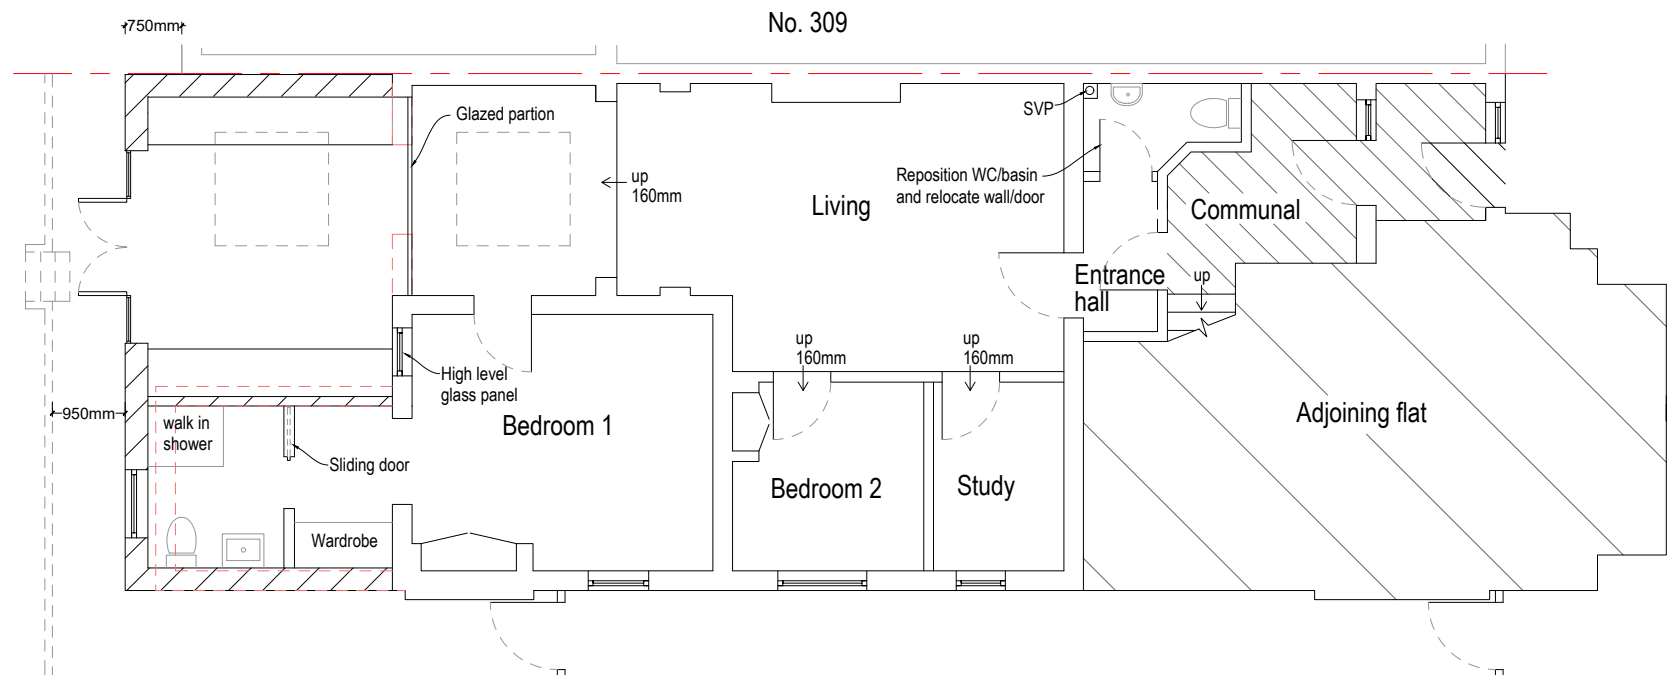 No. 309
750mm
Glazed partion
SVP
up
160mm
Reposition WC/basin
and relocate wall/door
Living
Communal
Entrance
hall
up
up
160mm
up
160mm
High level
glass panel
950mm
walk in
shower
Bedroom 1
Adjoining flat
Sliding door
Bedroom 2
Study
Wardrobe